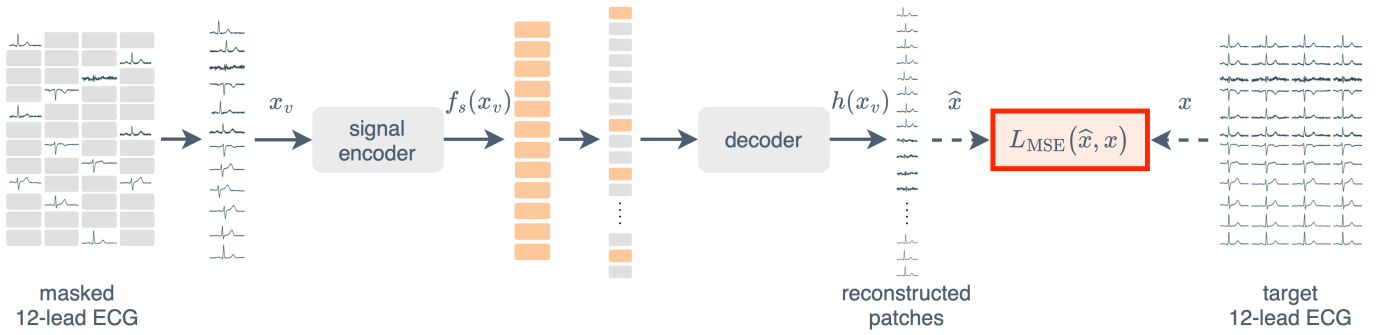 x_v
signal
encoder
f_s(x_v)
decoder
h(x_v)
x̂
L_MSE(x̂, x)
x
masked
12-lead ECG
reconstructed
patches
target
12-lead ECG